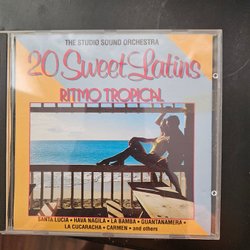 THE STUDIO SOUND ORCHESTRA
20 Sweet Latins
RITMO TROPICAL
SANTA LUCIA • HAVA NAGILA • LA BAMBA • GUANTANAMERA •
LA CUCARACHA • CARMEN • and others